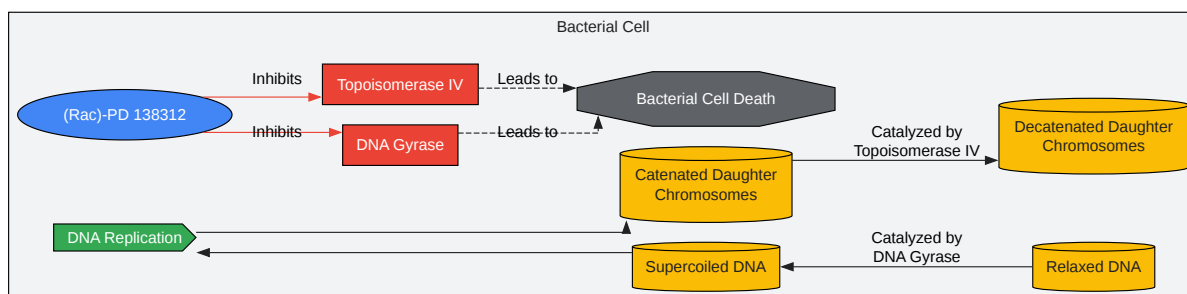 Bacterial Cell
Inhibits
Topoisomerase IV
Leads to
Bacterial Cell Death
(Rac)-PD 138312
Inhibits
DNA Gyrase
Leads to
Catalyzed by
Topoisomerase IV
Decatenated Daughter
Chromosomes
Catenated Daughter
Chromosomes
DNA Replication
Supercoiled DNA
Catalyzed by
DNA Gyrase
Relaxed DNA